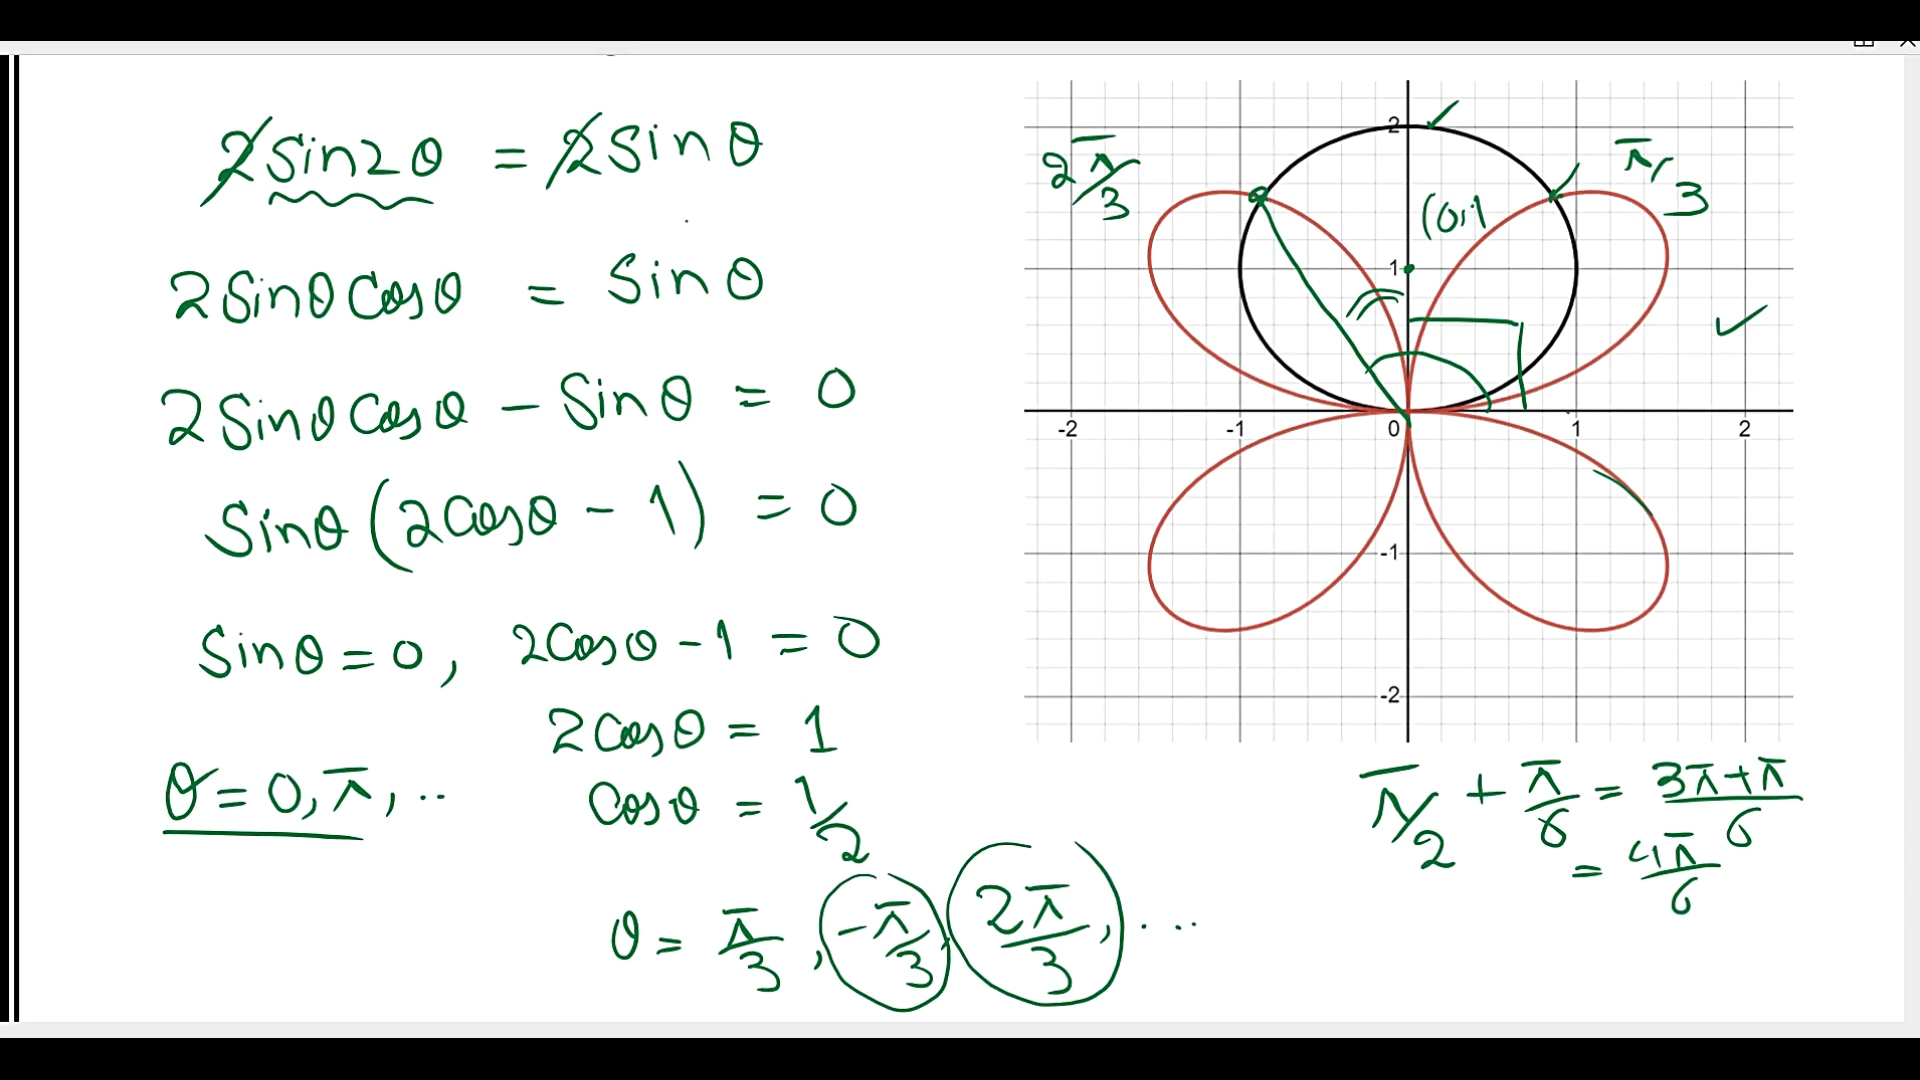 2sin2θ = 2sinθ
2sinθcosθ = sinθ
2sinθcosθ - sinθ = 0
sinθ(2cosθ - 1) = 0
sinθ = 0, 2cosθ - 1 = 0
2cosθ = 1
θ = 0, π, ..
cosθ = 1/2
θ = π/3, -π/3, 2π/3, ...
2π/3
2
π/3
(0,1
1
-2 -1 0 1 2
-1
-2
π/2 + π/6 = 3π+π/6
= 4π/6